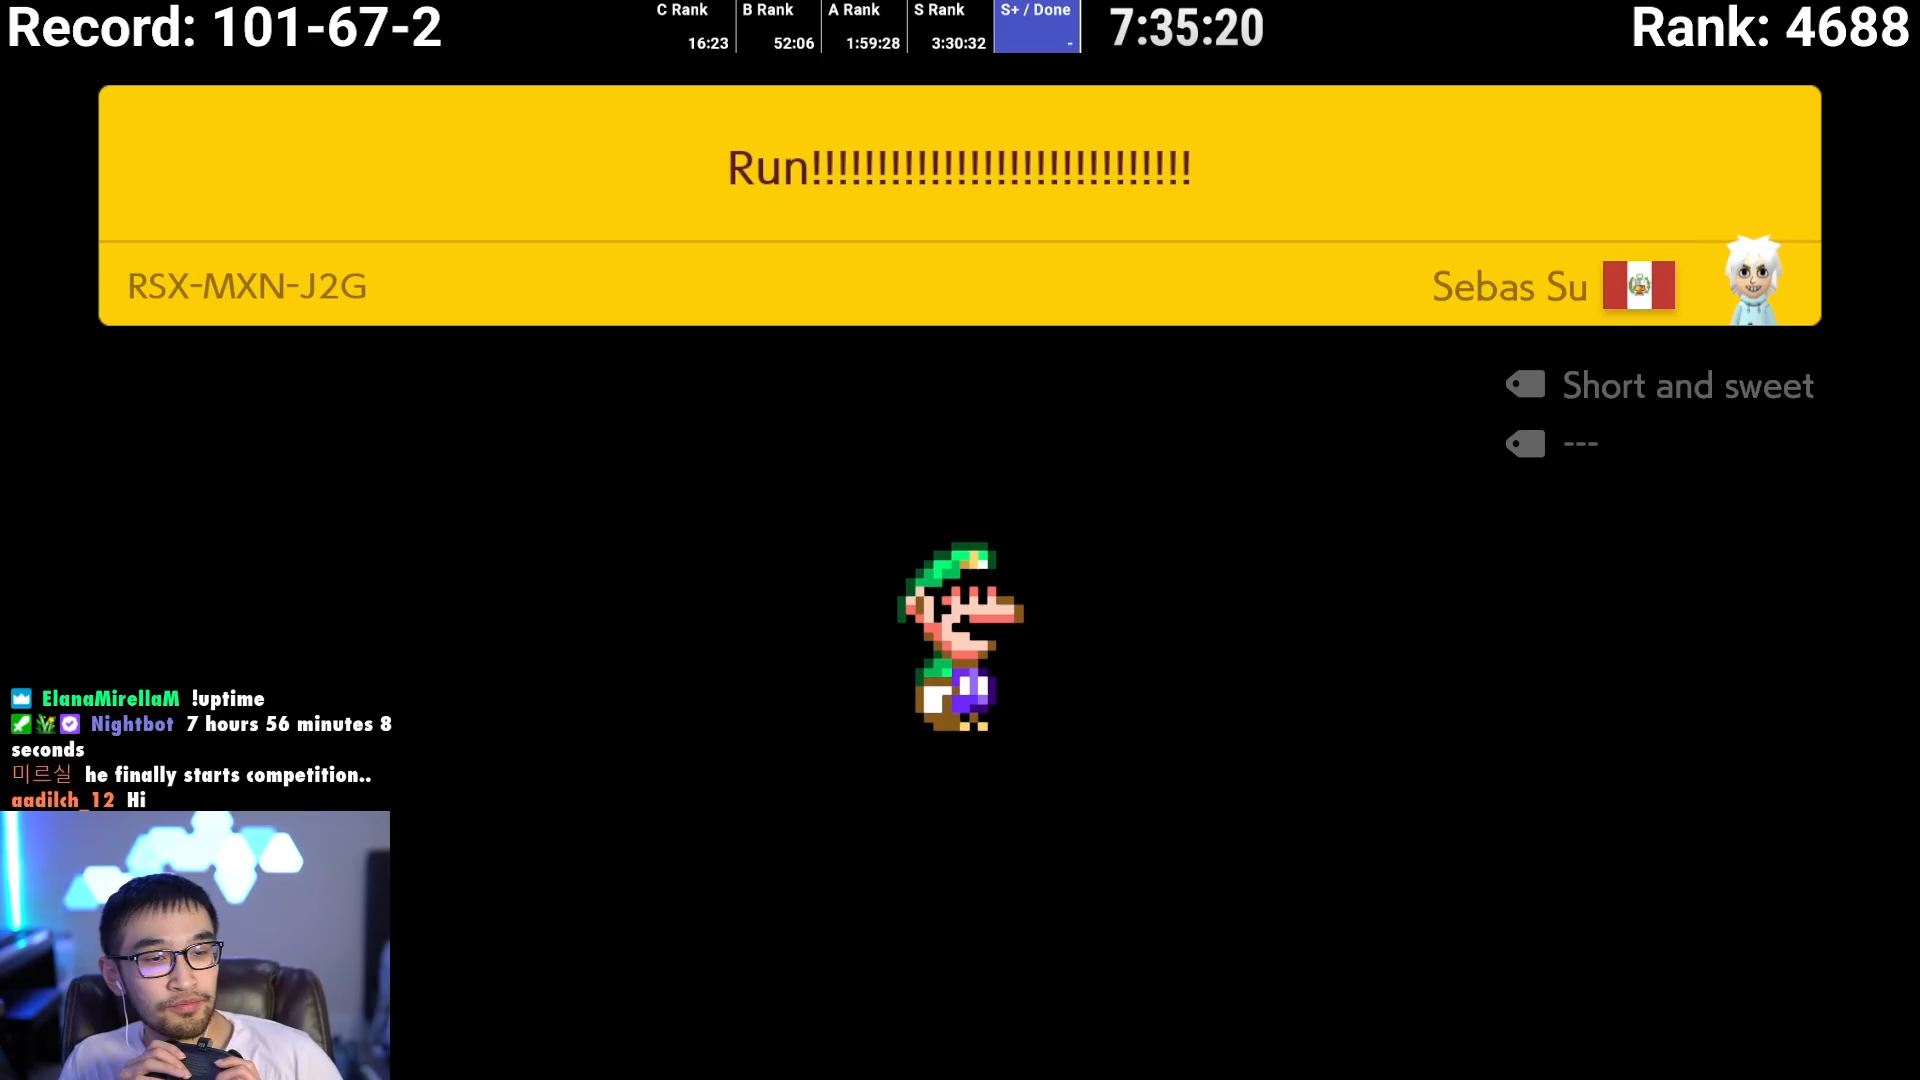 Record: 101-67-2
C Rank
16:23
B Rank
52:06
A Rank
1:59:28
S Rank
3:30:32
S+ / Done
-
7:35:20
Rank: 4688
Run!!!!!!!!!!!!!!!!!!!!!!!!!!!!!
RSX-MXN-J2G
Sebas Su
Short and sweet
---
ElanaMirellaM !uptime
Nightbot 7 hours 56 minutes 8
seconds
미르실 he finally starts competition..
aadilch_12 Hi